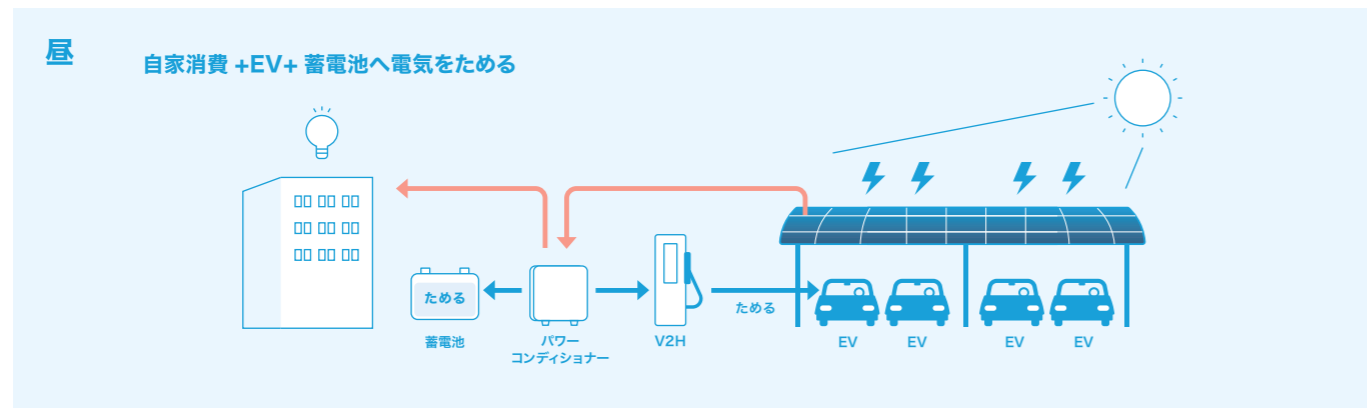 昼
自家消費 +EV+ 蓄電池へ電気をためる
ためる
蓄電池
パワー
コンディショナー
V2H
ためる
EV
EV
EV
EV